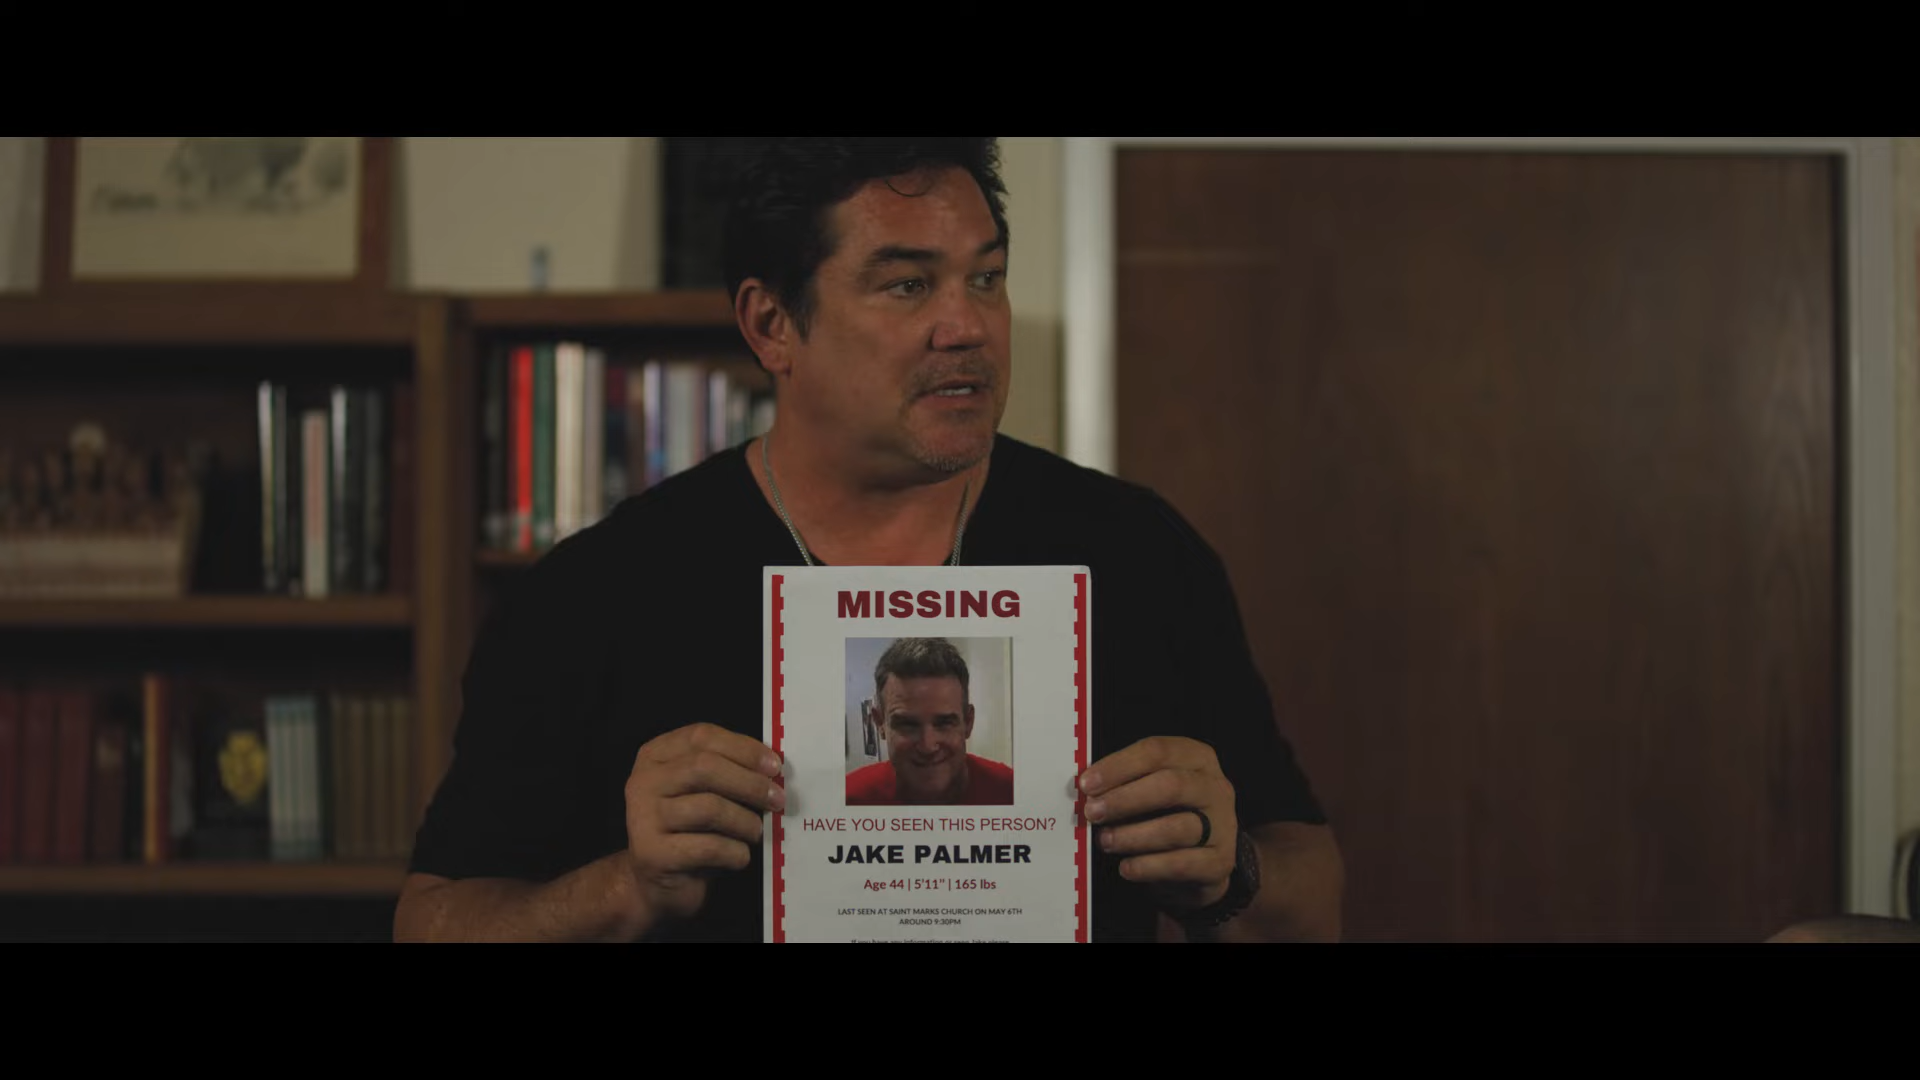 MISSING
HAVE YOU SEEN THIS PERSON?
JAKE PALMER
Age 44 | 5'11" | 165 lbs
LAST SEEN AT SAINT MARKS CHURCH ON MAY 6TH
AROUND 9:30PM